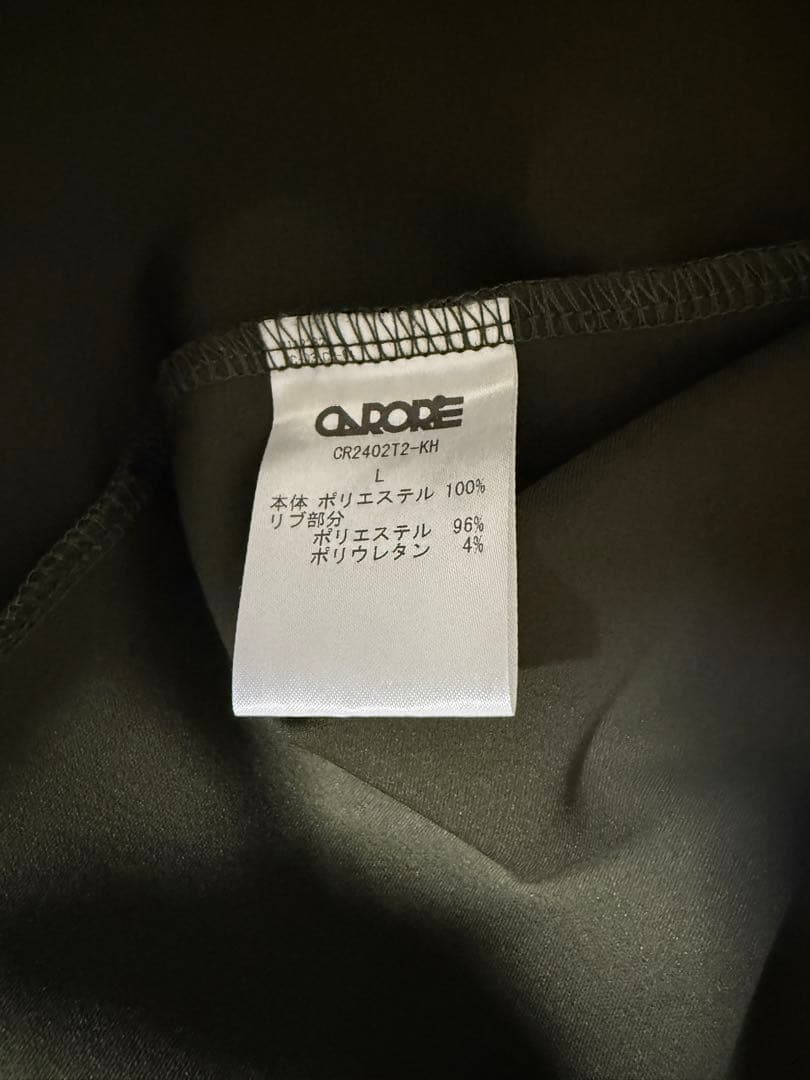 CARORE
CR2402T2-KH
L
本体 ポリエステル 100%
リブ部分
ポリエステル 96%
ポリウレタン 4%